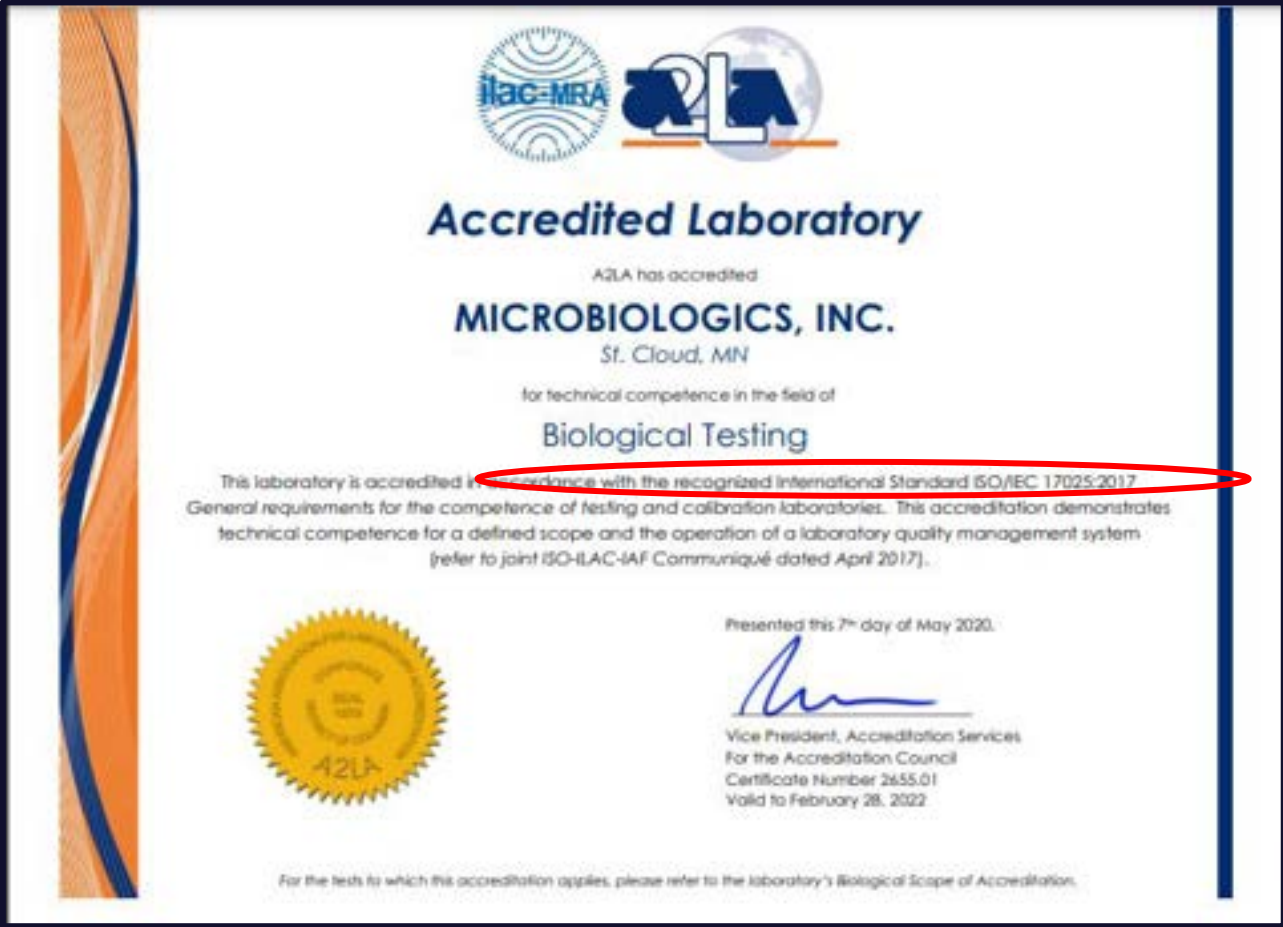 ilac-MRA
a2La
Accredited Laboratory
A2LA has accredited
MICROBIOLOGICS, INC.
St. Cloud, MN
for technical competence in the field of
Biological Testing
This laboratory is accredited in accordance with the recognized International Standard ISO/IEC 17025:2017
General requirements for the competence of testing and calibration laboratories. This accreditation demonstrates
technical competence for a defined scope and the operation of a laboratory quality management system
(refer to joint ISO-ILAC-IAF Communiqué dated April 2017).
Presented this 7th day of May 2020.
Vice President, Accreditation Services
For the Accreditation Council
Certificate Number 2655.01
Valid to February 28, 2022
SEAL
A2LA
For the tests to which this accreditation applies, please refer to the laboratory's Biological Scope of Accreditation.